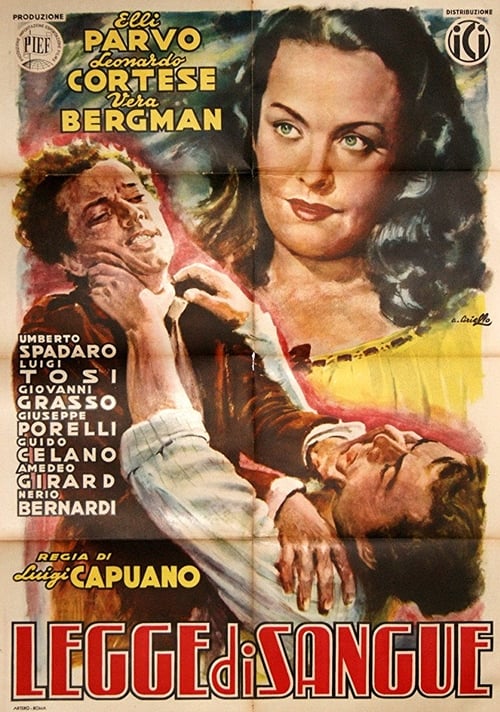 PRODUZIONE
PIEF
DISTRIBUZIONE
ICI
Elli
PARVO
Leonardo
CORTESE
Vera
BERGMAN
UMBERTO
SPADARO
LUIGI
TOSI
GIOVANNI
GRASSO
GIUSEPPE
PORELLI
GUIDO
CELANO
AMEDEO
GIRARD
NERIO
BERNARDI
REGIA DI
Luigi CAPUANO
LEGGE di SANGUE